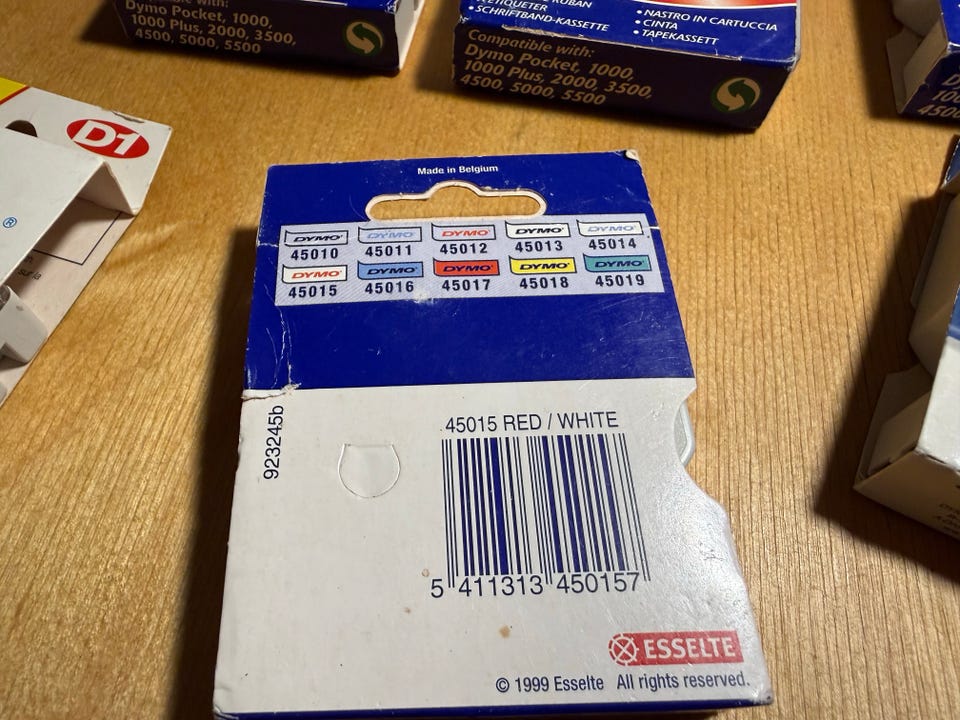 Dymo Pocket, 1000,
1000 Plus, 2000, 3500,
4500, 5000, 5500
• SCHRIFTBAND-KASSETTE
• NASTRO IN CARTUCCIA
• CINTA
• TAPEKASSETT
Compatible with:
Dymo Pocket, 1000,
1000 Plus, 2000, 3500,
4500, 5000, 5500
D1
®
Made in Belgium
DYMO DYMO DYMO DYMO DYMO
45010 45011 45012 45013 45014
DYMO DYMO DYMO DYMO DYMO
45015 45016 45017 45018 45019
923245b
45015 RED / WHITE
5 411313 450157
ESSELTE
© 1999 Esselte All rights reserved.